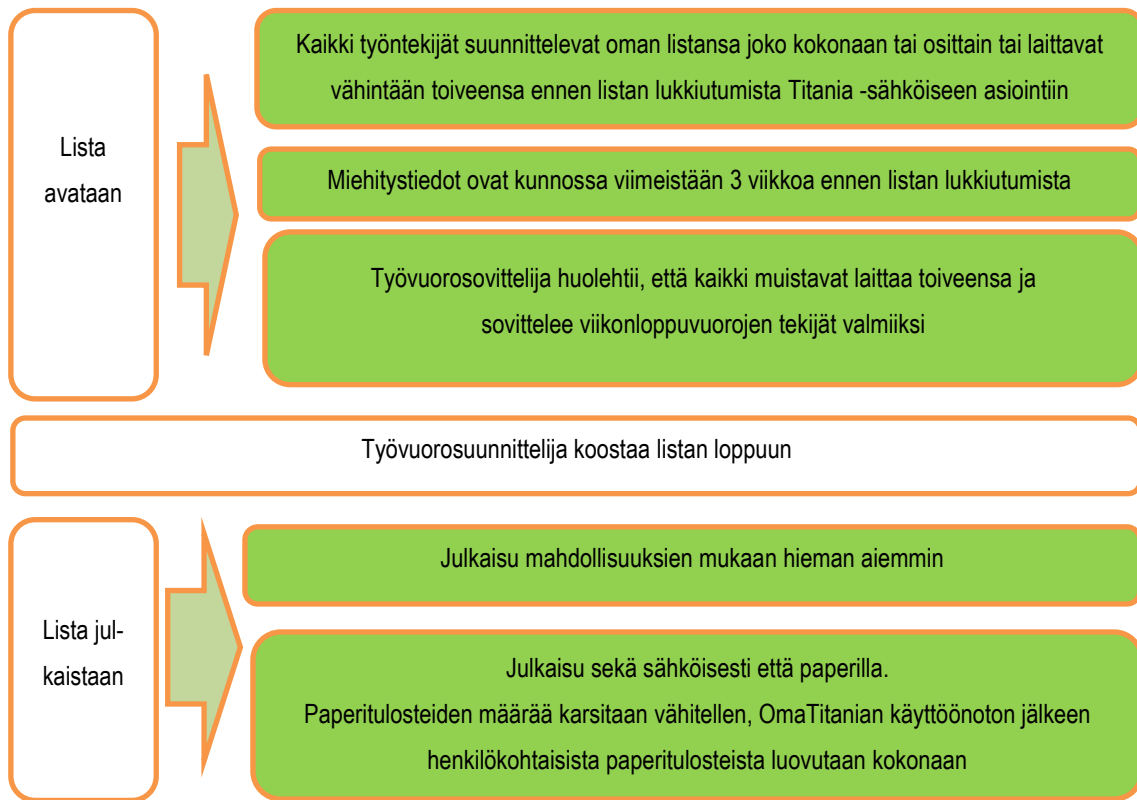 Lista
avataan
Kaikki työntekijät suunnittelevat oman listansa joko kokonaan tai osittain tai laittavat
vähintään toiveensa ennen listan lukkiutumista Titania -sähköiseen asiointiin
Miehitystiedot ovat kunnossa viimeistään 3 viikkoa ennen listan lukkiutumista
Työvuorosovittelija huolehtii, että kaikki muistavat laittaa toiveensa ja
sovittelee viikonloppuvuorojen tekijät valmiiksi
Työvuorosuunnittelija koostaa listan loppuun
Lista jul-
kaistaan
Julkaisu mahdollisuuksien mukaan hieman aiemmin
Julkaisu sekä sähköisesti että paperilla.
Paperitulosteiden määrää karsitaan vähitellen, OmaTitanian käyttöönoton jälkeen
henkilökohtaisista paperitulosteista luovutaan kokonaan